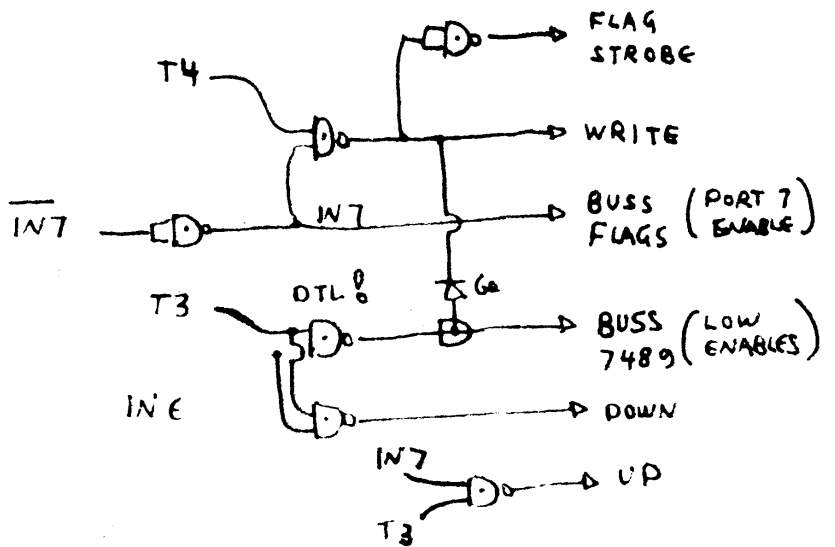 FLAG
STROBE
T4
WRITE
IN7
IN7
BUSS
FLAGS
(PORT 7
ENABLE)
T3
DTL!
Ge
BUSS
7489
(LOW
ENABLES)
IN E
DOWN
IN7
UP
T3